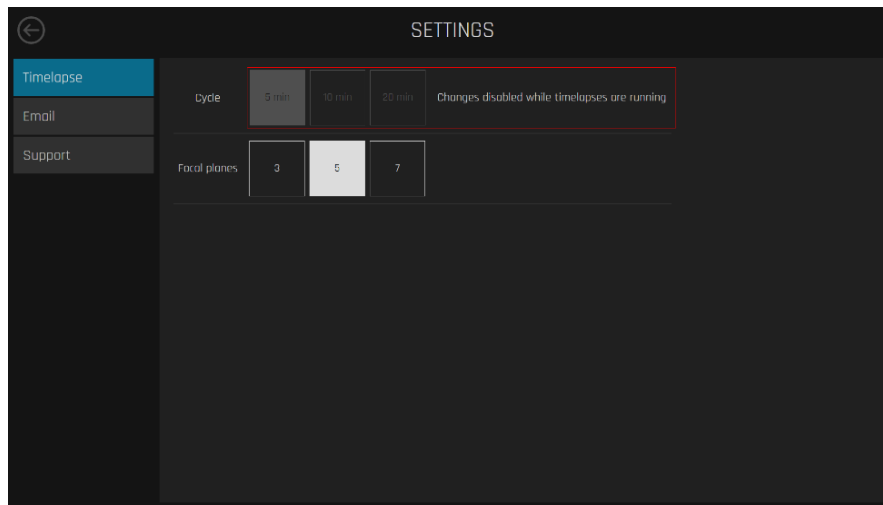 SETTINGS
Timelapse
Email
Support
Cycle
5 min
10 min
20 min
Changes disabled while timelapses are running
Focal planes
3
5
7